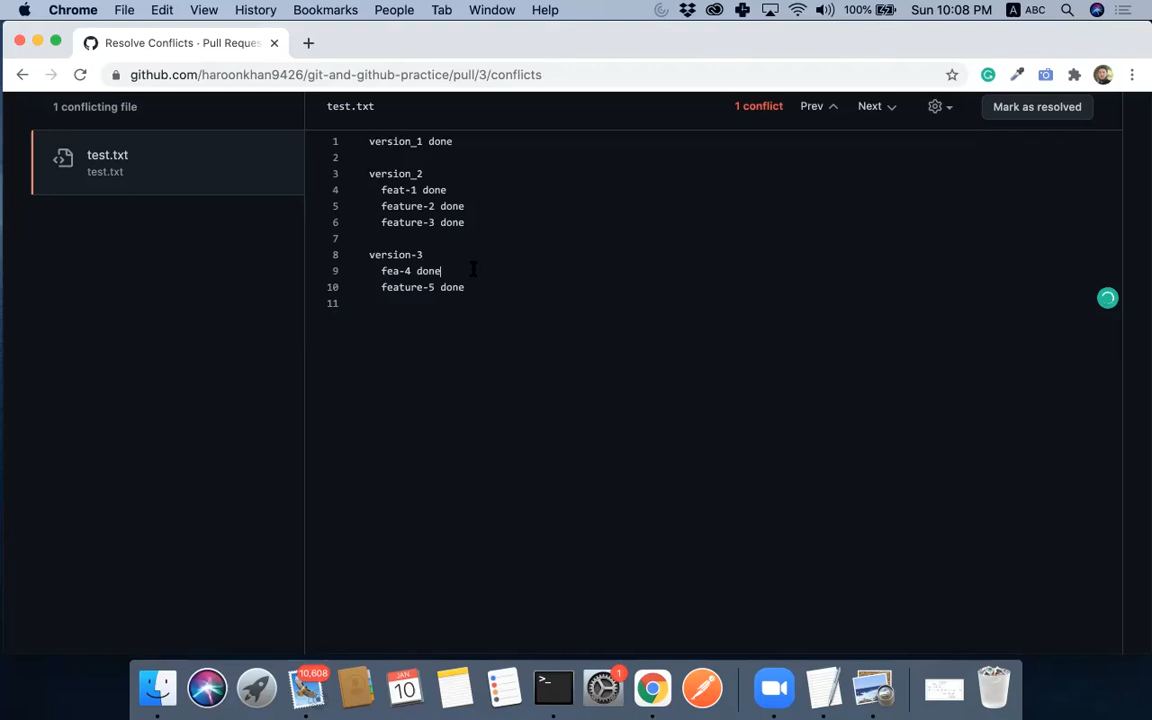 Chrome File Edit View History Bookmarks People Tab Window Help 100% Sun 10:08 PM A ABC
Resolve Conflicts · Pull Reques
github.com/haroonkhan9426/git-and-github-practice/pull/3/conflicts
1 conflicting file
test.txt
test.txt
test.txt 1 conflict Prev Next Mark as resolved
1 version_1 done
2
3 version_2
4 feat-1 done
5 feature-2 done
6 feature-3 done
7
8 version-3
9 fea-4 done
10 feature-5 done
11
10,608
JAN
10
>_
1